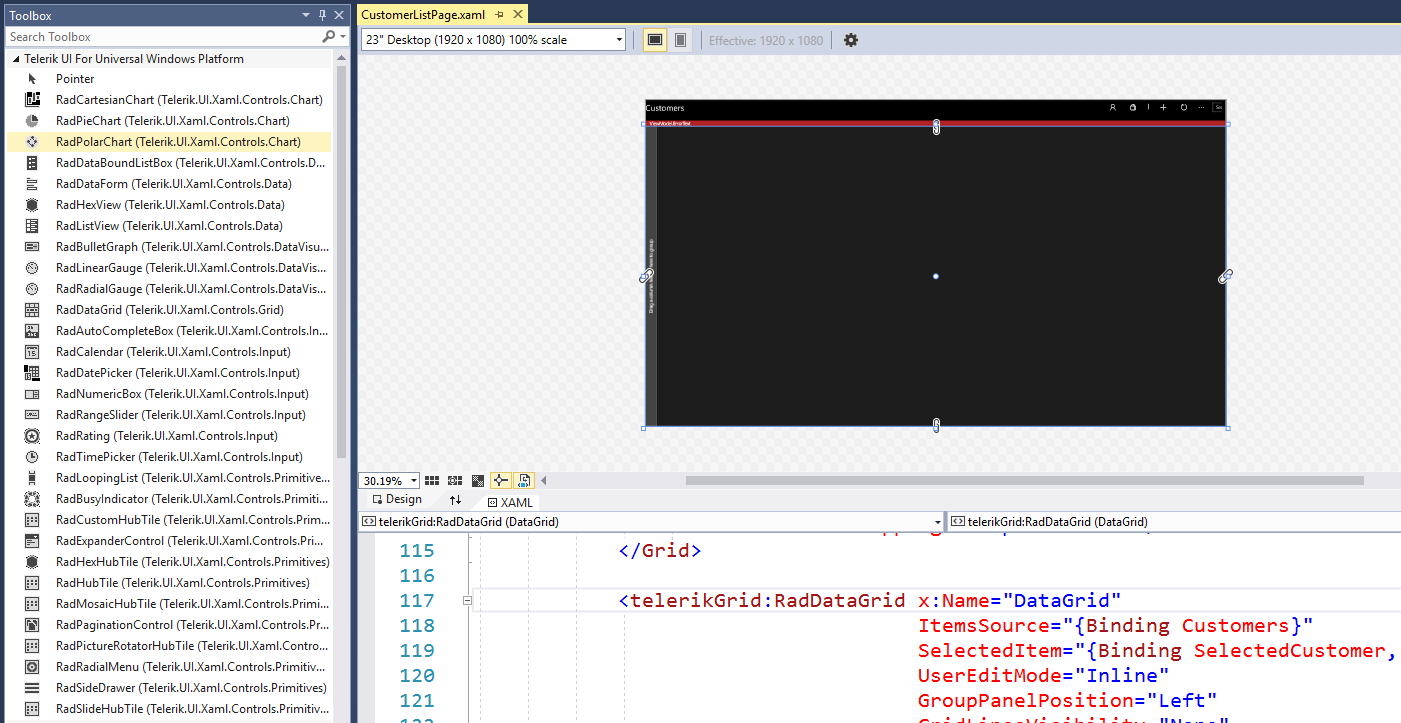 Toolbox
Search Toolbox
Telerik UI For Universal Windows Platform
Pointer
RadCartesianChart (Telerik.UI.Xaml.Controls.Chart)
RadPieChart (Telerik.UI.Xaml.Controls.Chart)
RadPolarChart (Telerik.UI.Xaml.Controls.Chart)
RadDataBoundListBox (Telerik.UI.Xaml.Controls.D...
RadDataForm (Telerik.UI.Xaml.Controls.Data)
RadHexView (Telerik.UI.Xaml.Controls.Data)
RadListView (Telerik.UI.Xaml.Controls.Data)
RadBulletGraph (Telerik.UI.Xaml.Controls.DataVisu...
RadLinearGauge (Telerik.UI.Xaml.Controls.DataVis...
RadRadialGauge (Telerik.UI.Xaml.Controls.DataVis...
RadDataGrid (Telerik.UI.Xaml.Controls.Grid)
RadAutoCompleteBox (Telerik.UI.Xaml.Controls.In...
RadCalendar (Telerik.UI.Xaml.Controls.Input)
RadDatePicker (Telerik.UI.Xaml.Controls.Input)
RadNumericBox (Telerik.UI.Xaml.Controls.Input)
RadRangeSlider (Telerik.UI.Xaml.Controls.Input)
RadRating (Telerik.UI.Xaml.Controls.Input)
RadTimePicker (Telerik.UI.Xaml.Controls.Input)
RadLoopingList (Telerik.UI.Xaml.Controls.Primitive...
RadBusyIndicator (Telerik.UI.Xaml.Controls.Primiti...
RadCustomHubTile (Telerik.UI.Xaml.Controls.Prim...
RadExpanderControl (Telerik.UI.Xaml.Controls.Pri...
RadHexHubTile (Telerik.UI.Xaml.Controls.Primitives)
RadHubTile (Telerik.UI.Xaml.Controls.Primitives)
RadMosaicHubTile (Telerik.UI.Xaml.Controls.Primi...
RadPaginationControl (Telerik.UI.Xaml.Controls.Pr...
RadPictureRotatorHubTile (Telerik.UI.Xaml.Contro...
RadRadialMenu (Telerik.UI.Xaml.Controls.Primitiv...
RadSideDrawer (Telerik.UI.Xaml.Controls.Primitives)
RadSlideHubTile (Telerik.UI.Xaml.Controls.Primitiv...
CustomerListPage.xaml
23" Desktop (1920 x 1080) 100% scale
Effective: 1920 x 1080
Customers
ViewModel.ErrorText
Drag a column here to group
30.19%
Design
XAML
telerikGrid:RadDataGrid (DataGrid)
telerikGrid:RadDataGrid (DataGrid)
115 </Grid>
116
117 <telerikGrid:RadDataGrid x:Name="DataGrid"
118 ItemsSource="{Binding Customers}"
119 SelectedItem="{Binding SelectedCustomer,
120 UserEditMode="Inline"
121 GroupPanelPosition="Left"
122 GridLinesVisibility="None"